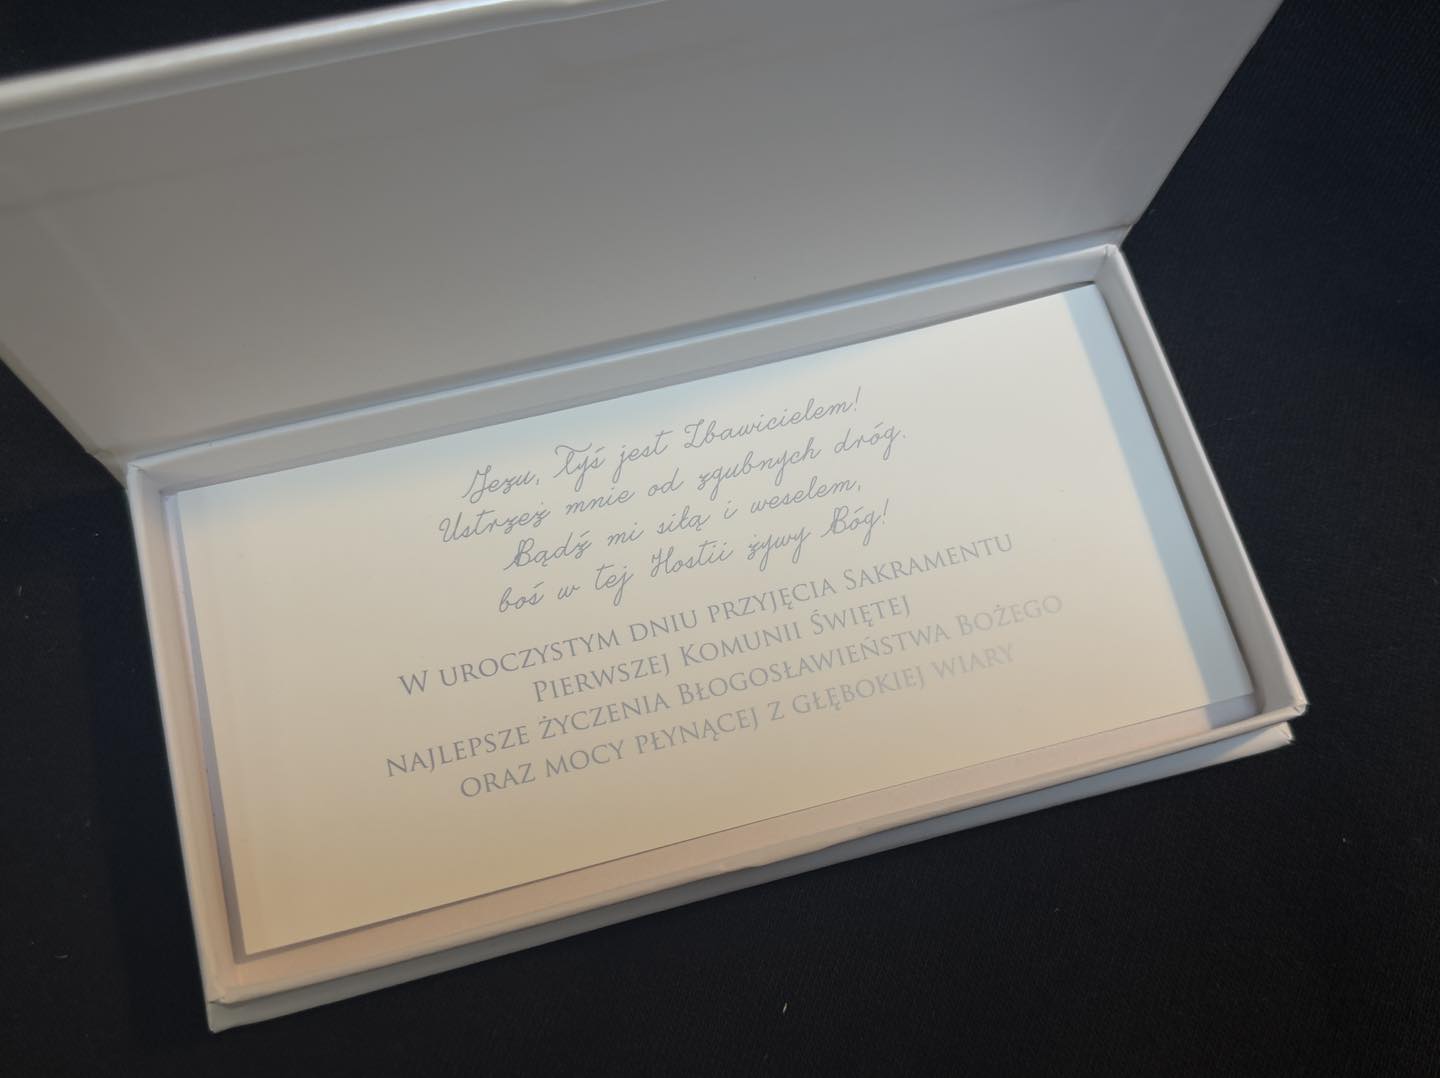 Jezu, Tyś jest Zbawicielem!
Ustrzeż mnie od zgubnych dróg.
Bądź mi siłą i weselem,
boś w tej Hostii żywy Bóg!
W UROCZYSTYM DNIU PRZYJĘCIA SAKRAMENTU
PIERWSZEJ KOMUNII ŚWIĘTEJ
NAJLEPSZE ŻYCZENIA BŁOGOSŁAWIEŃSTWA BOŻEGO
ORAZ MOCY PŁYNĄCEJ Z GŁĘBOKIEJ WIARY